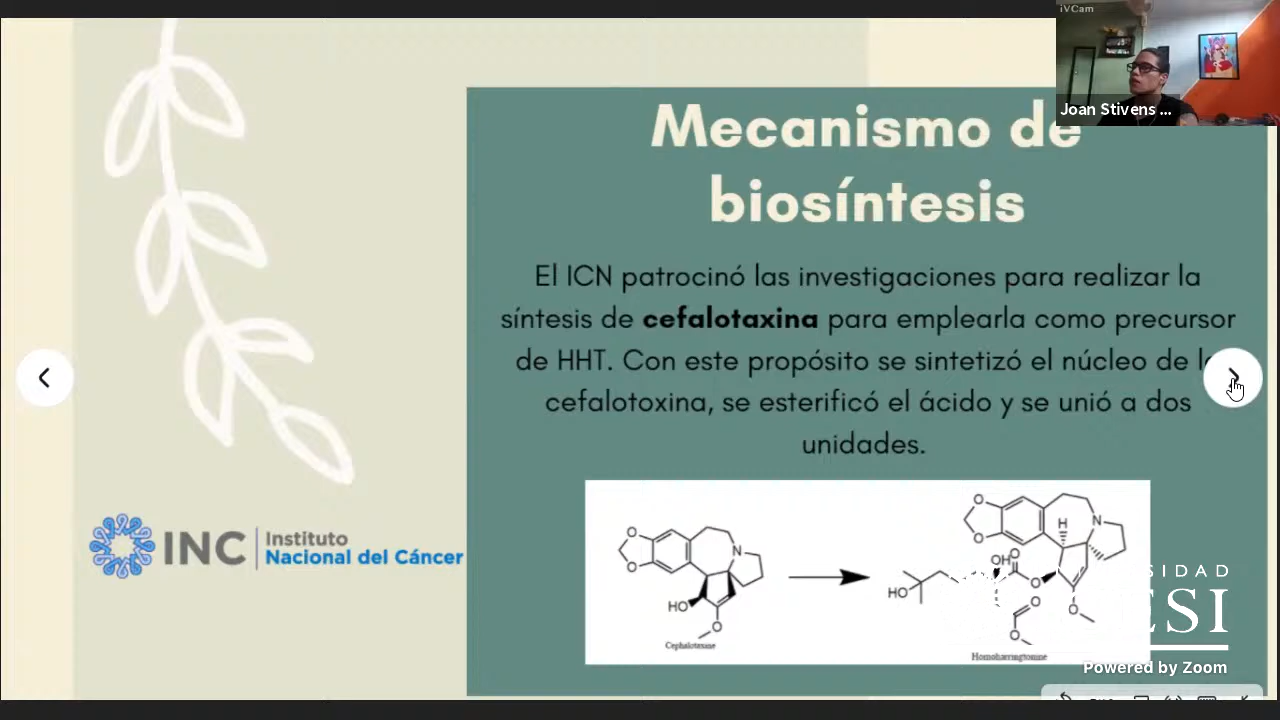 iVCam
Joan Stivens ...
Mecanismo de
biosíntesis
El ICN patrocinó las investigaciones para realizar la
síntesis de cefalotaxina para emplearla como precursor
de HHT. Con este propósito se sintetizó el núcleo de
cefalotoxina, se esterificó el ácido y se unió a dos
unidades.
INC Instituto
Nacional del Cáncer
O
O
N
HO
O
Cephalotaxine
O
O
H
N
OH
O
HO
O
O
O
O
Homoharringtonine
SIDAD
ESI
Powered by Zoom